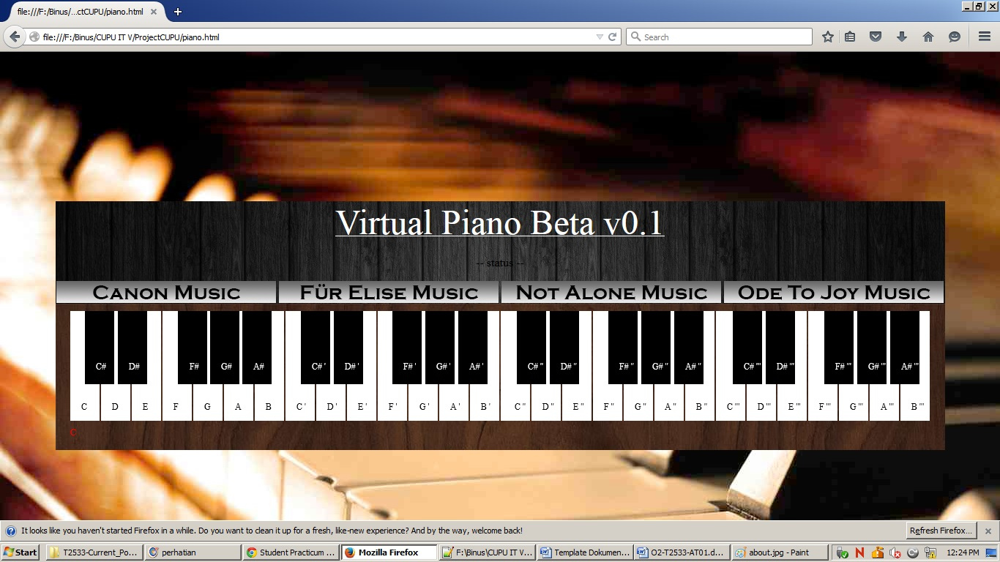 file:///F:/Binus/...ctCUPU/piano.html
file:///F:/Binus/CUPU IT V/ProjectCUPU/piano.html
Search
Virtual Piano Beta v0.1
-- status --
Canon Music Für Elise Music Not Alone Music Ode To Joy Music
C# D# F# G# A# C# ' D# ' F# ' G# ' A# ' C# '' D# '' F# '' G# '' A# '' C# ''' D# ''' F# ''' G# ''' A# '''
C D E F G A B C ' D ' E ' F ' G ' A ' B ' C '' D '' E '' F '' G '' A '' B '' C ''' D ''' E ''' F ''' G ''' A ''' B '''
C
It looks like you haven't started Firefox in a while. Do you want to clean it up for a fresh, like-new experience? And by the way, welcome back! Refresh Firefox...
Start T2533-Current_Po... perhatian Student Practicum ... Mozilla Firefox F:\Binus\CUPU IT V... Template Dokumen... O2-T2533-AT01.d... about.jpg - Paint 12:24 PM